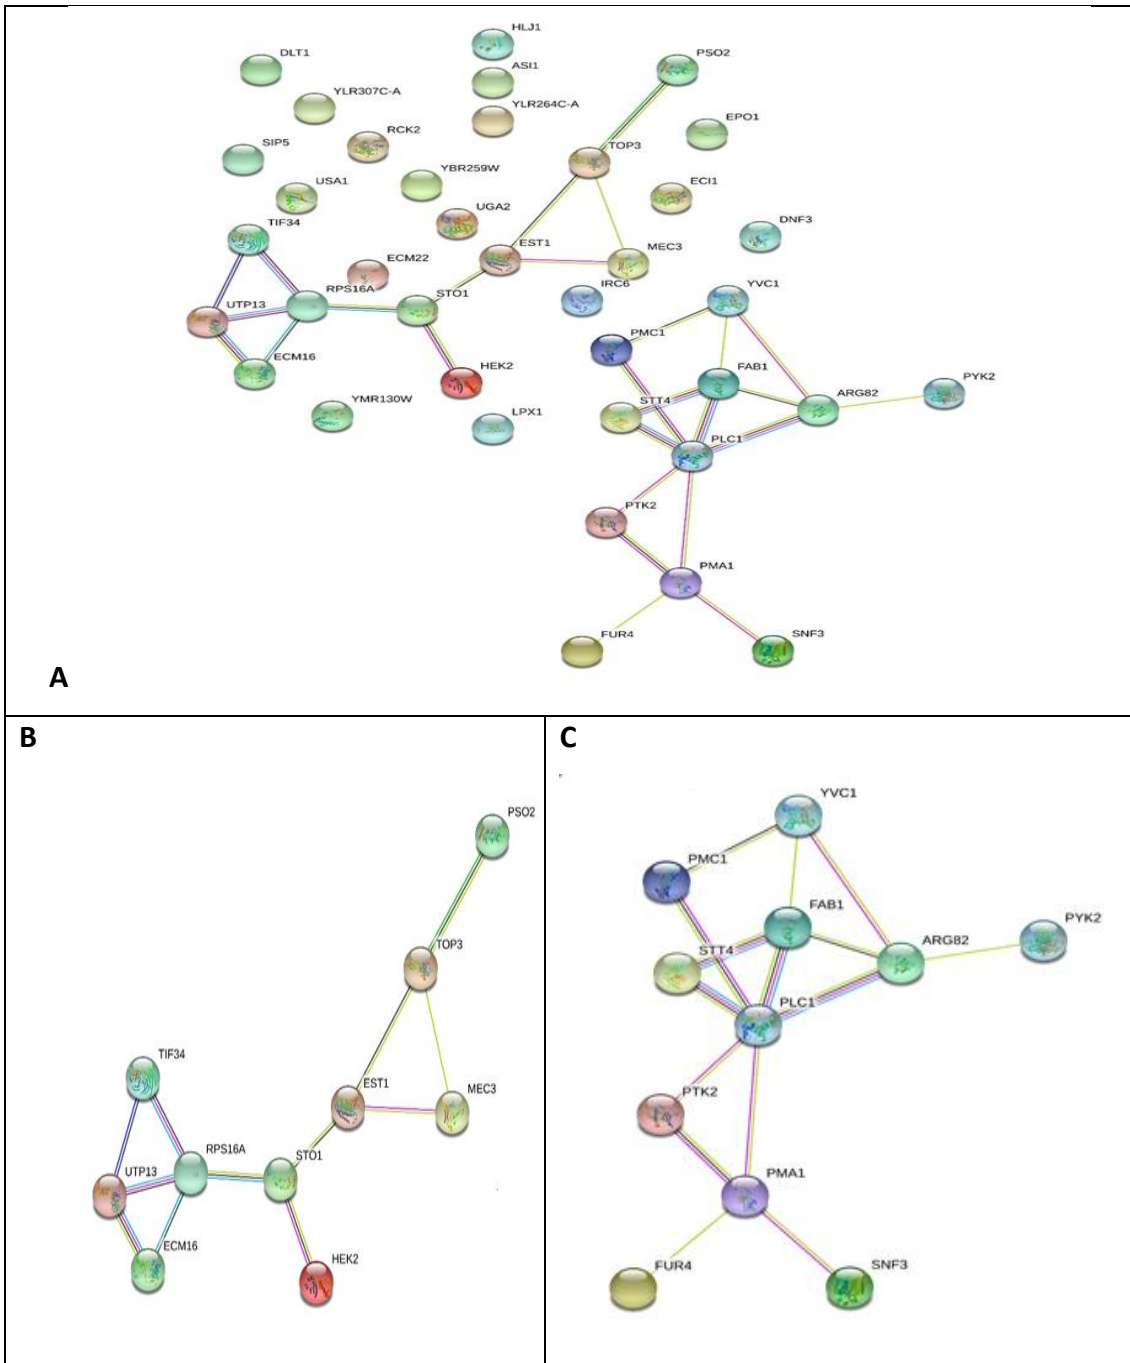 HLJ1
DLT1
PSO2
ASI1
YLR307C-A
YLR264C-A
EPO1
RCK2
SIP5
TOP3
YBR259W
USA1
ECI1
UGA2
TIF34
DNF3
EST1
MEC3
ECM22
IRC6
RPS16A
STO1
YVC1
UTP13
PMC1
ECM16
HEK2
FAB1
PYK2
ARG82
YMR130W
STT4
LPX1
PLC1
PTK2
PMA1
FUR4
SNF3
A
B
PSO2
TOP3
TIF34
EST1
MEC3
RPS16A
STO1
UTP13
ECM16
HEK2
C
YVC1
PMC1
FAB1
PYK2
ARG82
STT4
PLC1
PTK2
PMA1
FUR4
SNF3